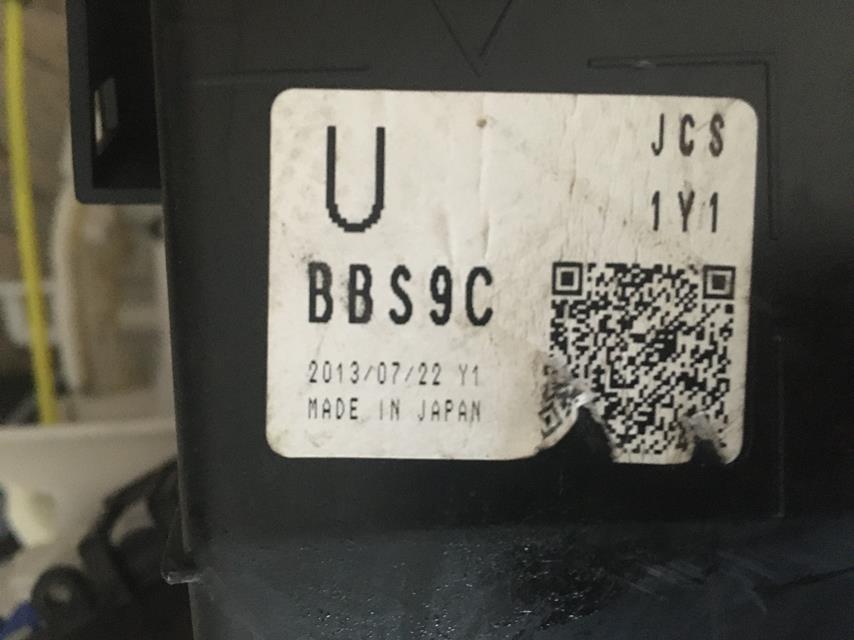 U
JCS
1Y1
BBS9C
2013/07/22 Y1
MADE IN JAPAN